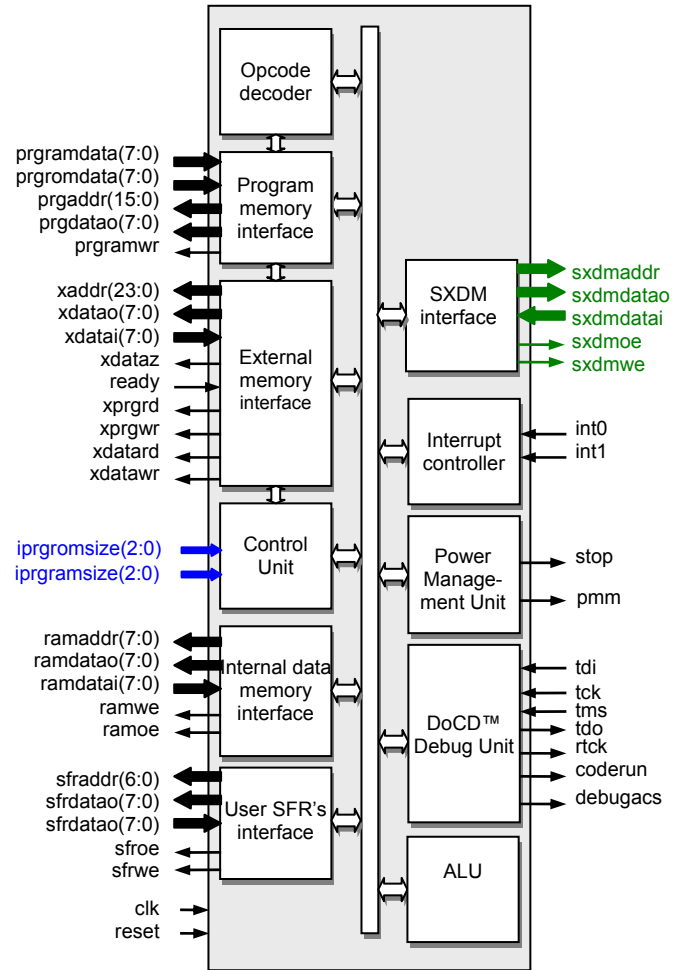 Opcode
decoder
prgramdata(7:0)
prgromdata(7:0)
prgaddr(15:0)
prgdatao(7:0)
prgramwr
Program
memory
interface
xaddr(23:0)
xdatao(7:0)
xdatai(7:0)
xdataz
ready
xprgrd
xprgwr
xdatard
xdatawr
External
memory
interface
iprgromsize(2:0)
iprgramsize(2:0)
Control
Unit
ramaddr(7:0)
ramdatao(7:0)
ramdatai(7:0)
ramwe
ramoe
Internal data
memory
interface
sfraddr(6:0)
sfrdatao(7:0)
sfrdatao(7:0)
sfroe
sfrwe
User SFR's
interface
clk
reset
SXDM
interface
sxdmaddr
sxdmdatao
sxdmdatai
sxdmoe
sxdmwe
Interrupt
controller
int0
int1
Power
Manage-
ment Unit
stop
pmm
DoCD™
Debug Unit
tdi
tck
tms
tdo
rtck
coderun
debugacs
ALU